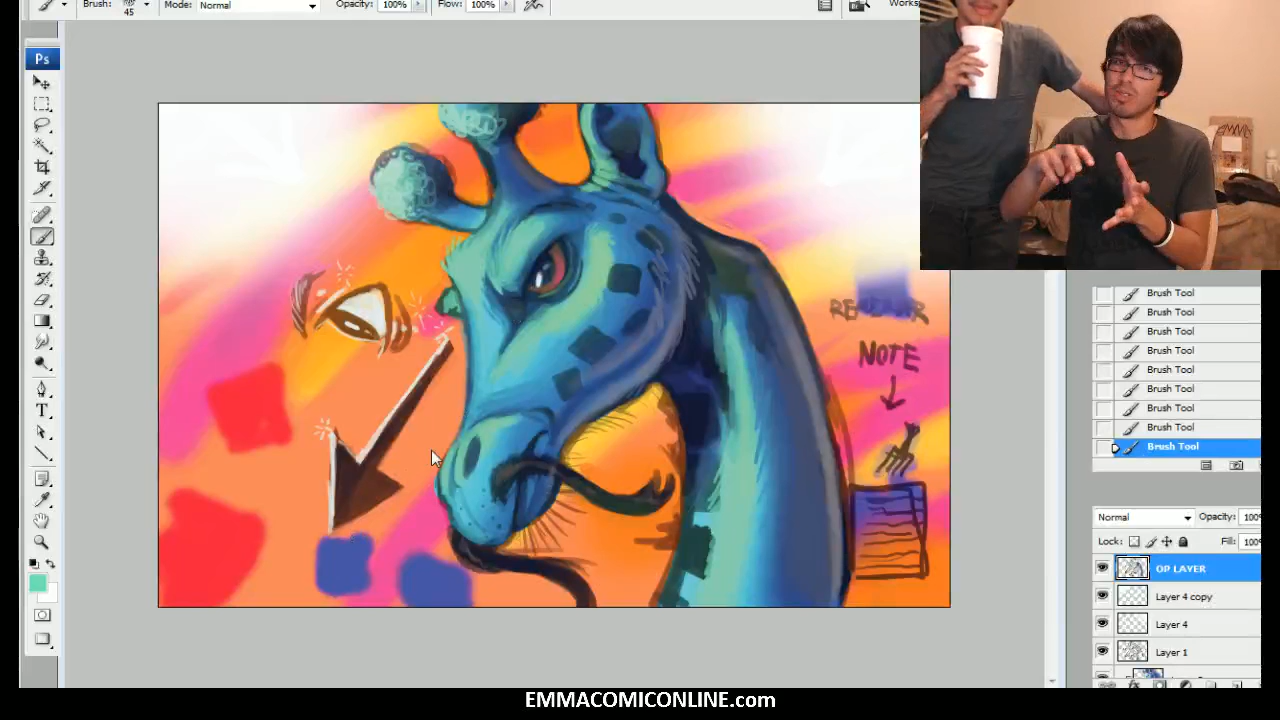 Brush: 45
Mode: Normal
Opacity: 100%
Flow: 100%
Works
Ps
NOTE
Brush Tool
Brush Tool
Brush Tool
Brush Tool
Brush Tool
Brush Tool
Brush Tool
Brush Tool
Brush Tool
Normal
Opacity: 100
Lock:
Fill: 100
OP LAYER
Layer 4 copy
Layer 4
Layer 1
T
EMMACOMICONLINE.com